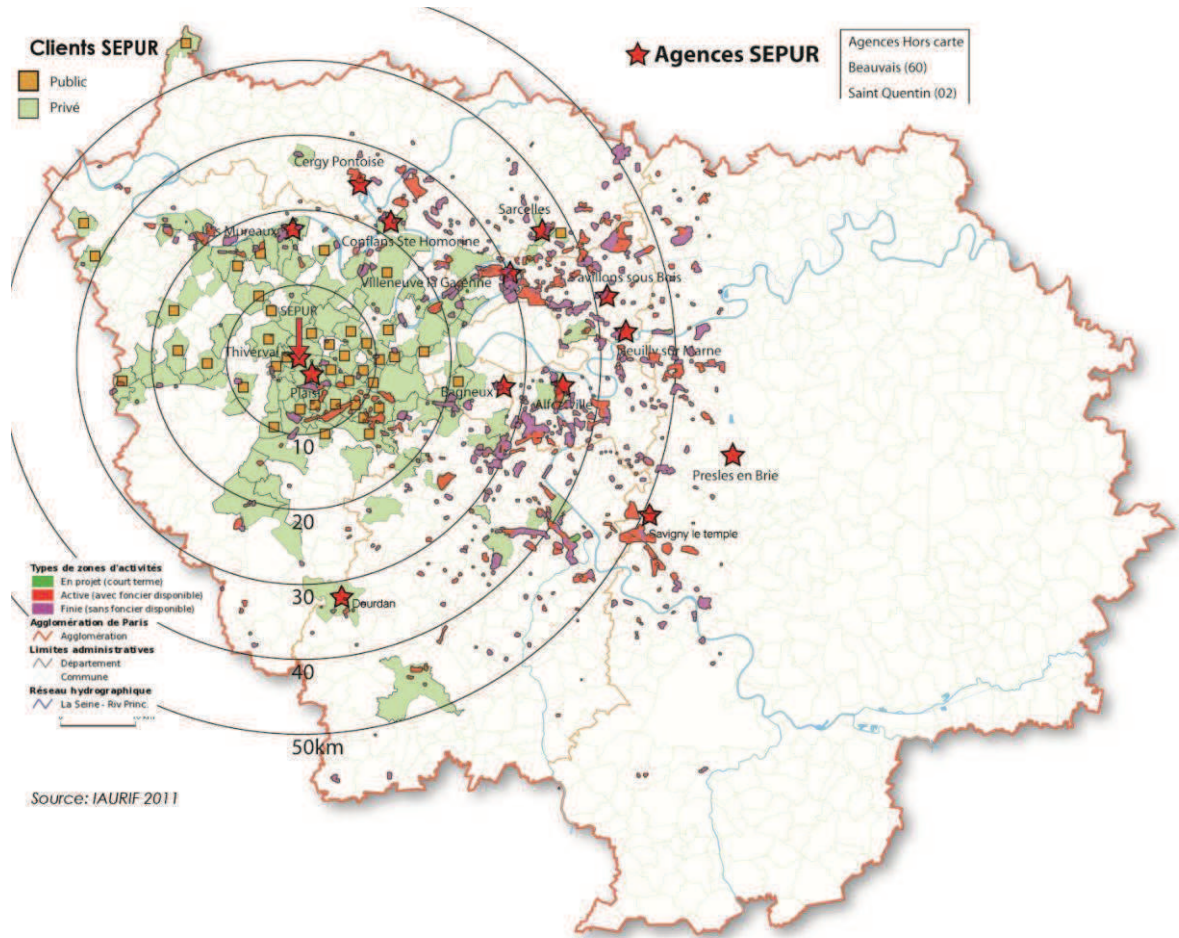 Clients SEPUR
Public
Privé
Agences SEPUR
Agences Hors carte
Beauvais (60)
Saint Quentin (02)
Cergy Pontoise
Sarcelles
Mureaux
Conflans Ste Homorine
Villeneuve la Garenne
Pavillons sous Bois
SEPUR
Thiverval
Neuilly sur Marne
Plaisir
Bagneux
Alfortville
10
Presles en Brie
20
Savigny le temple
Types de zones d'activités
En projet (court terme)
Active (avec foncier disponible)
Finie (sans foncier disponible)
30
Dourdan
Agglomération de Paris
Agglomération
Limites administratives
Département
Commune
40
Réseau hydrographique
La Seine - Riv Princ.
50km
Source: IAURIF 2011